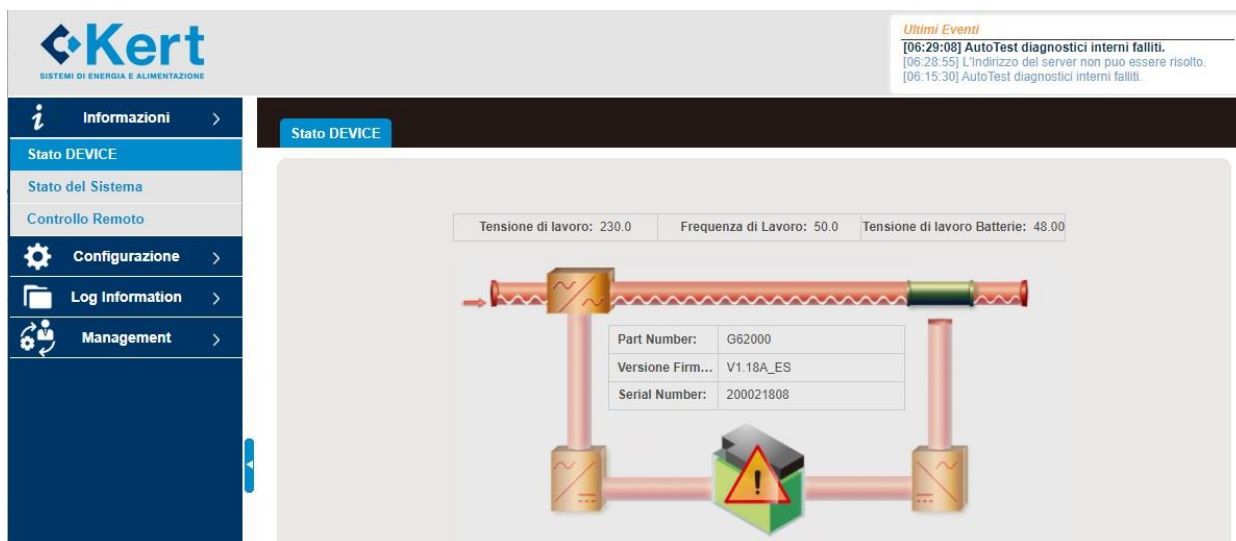 Kert
SISTEMI DI ENERGIA E ALIMENTAZIONE
Ultimi Eventi
[06:29:08] AutoTest diagnostici interni falliti.
[06:28:55] L'Indirizzo del server non puo essere risolto.
[06:15:30] AutoTest diagnostici interni falliti.
Informazioni
Stato DEVICE
Stato del Sistema
Controllo Remoto
Configurazione
Log Information
Management
Stato DEVICE
Tensione di lavoro: 230.0 Frequenza di Lavoro: 50.0 Tensione di lavoro Batterie: 48.00
Part Number: G62000
Versione Firm... V1.18A_ES
Serial Number: 200021808